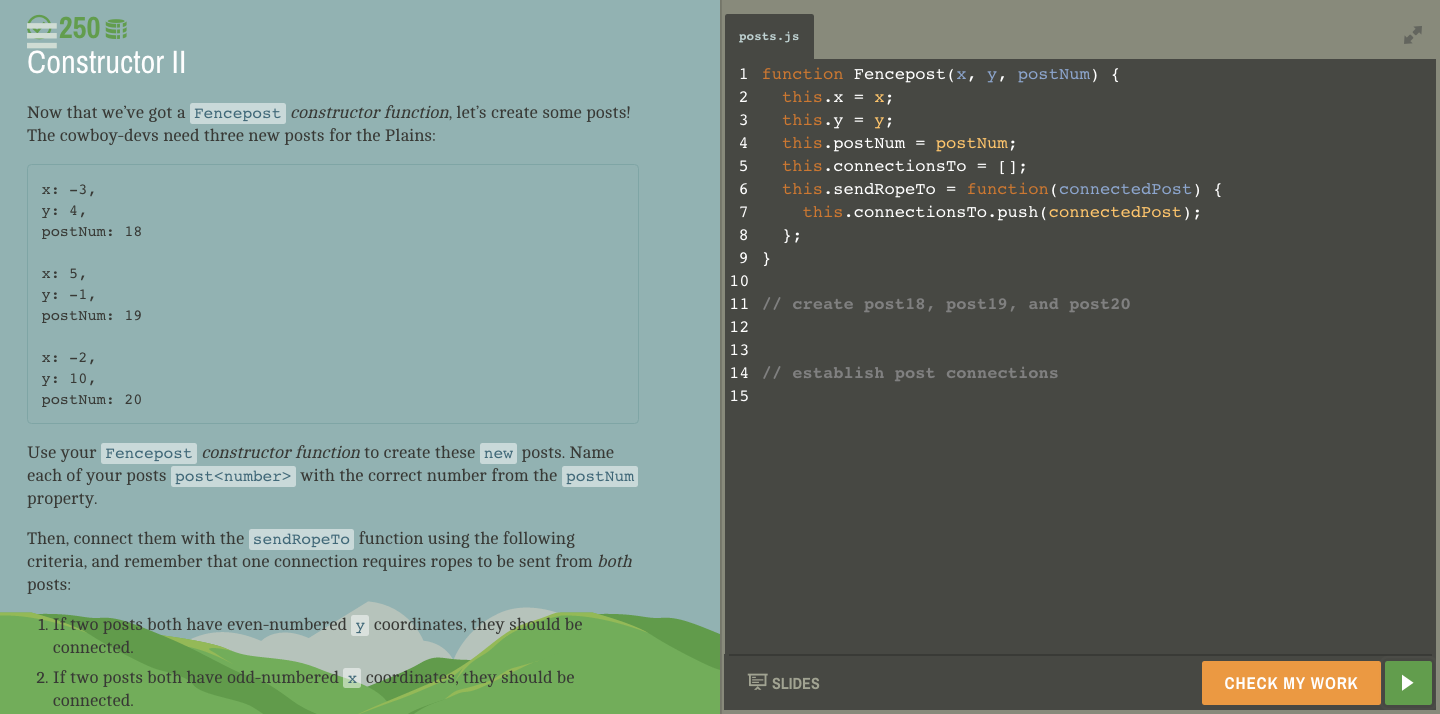 250
Constructor II
Now that we've got a Fencepost constructor function, let's create some posts!
The cowboy-devs need three new posts for the Plains:
x: -3,
y: 4,
postNum: 18
x: 5,
y: -1,
postNum: 19
x: -2,
y: 10,
postNum: 20
Use your Fencepost constructor function to create these new posts. Name
each of your posts post<number> with the correct number from the postNum
property.
Then, connect them with the sendRopeTo function using the following
criteria, and remember that one connection requires ropes to be sent from both
posts:
1. If two posts both have even-numbered y coordinates, they should be
connected.
2. If two posts both have odd-numbered x coordinates, they should be
connected.
posts.js
1 function Fencepost(x, y, postNum) {
2 this.x = x;
3 this.y = y;
4 this.postNum = postNum;
5 this.connectionsTo = [];
6 this.sendRopeTo = function(connectedPost) {
7 this.connectionsTo.push(connectedPost);
8 };
9 }
10
11 // create post18, post19, and post20
12
13
14 // establish post connections
15
SLIDES
CHECK MY WORK